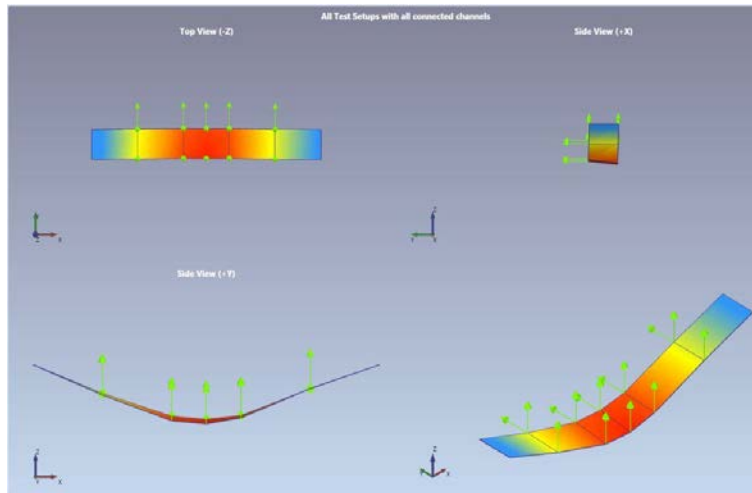 All Test Setups with all connected channels
Top View (-Z)
Side View (+X)
Z
X
Z
Y
X
Side View (+Y)
Z
Y
X
Z
Y
X